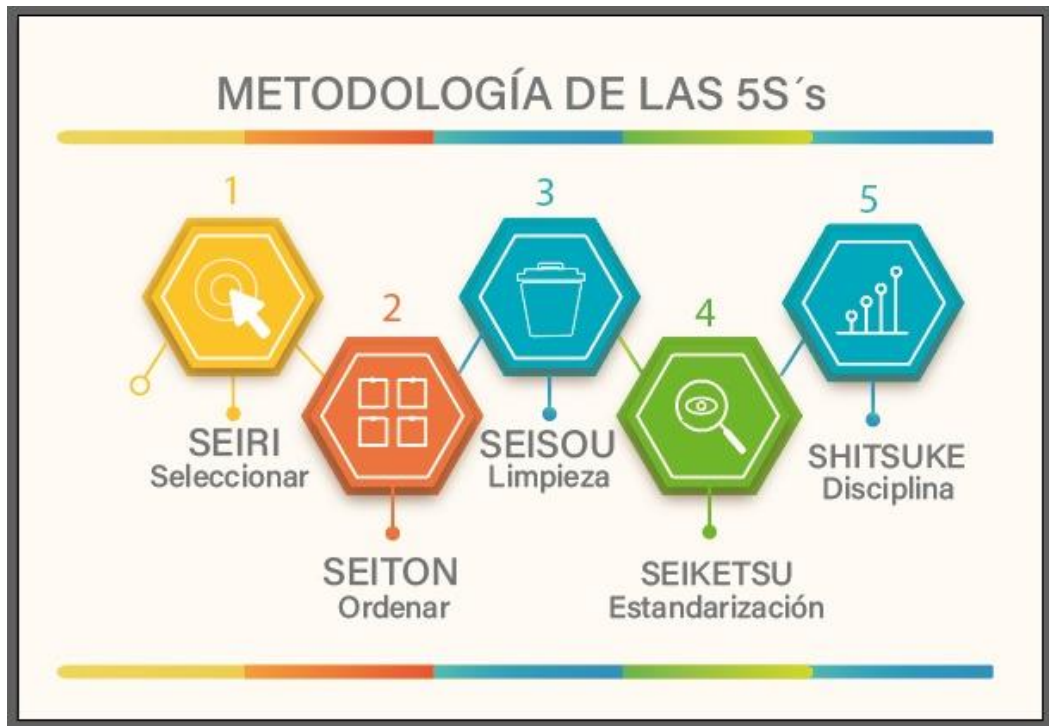 METODOLOGÍA DE LAS 5S´s
1
SEIRI
Seleccionar
2
SEITON
Ordenar
3
SEISOU
Limpieza
4
SEIKETSU
Estandarización
5
SHITSUKE
Disciplina